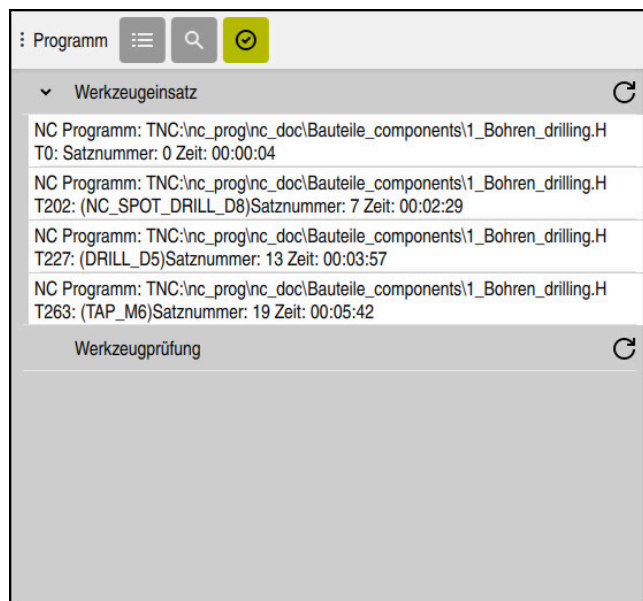 Programm
Werkzeugeinsatz
NC Programm: TNC:\nc_prog\nc_doc\Bauteile_components\1_Bohren_drilling.H
T0: Satznummer: 0 Zeit: 00:00:04
NC Programm: TNC:\nc_prog\nc_doc\Bauteile_components\1_Bohren_drilling.H
T202: (NC_SPOT_DRILL_D8)Satznummer: 7 Zeit: 00:02:29
NC Programm: TNC:\nc_prog\nc_doc\Bauteile_components\1_Bohren_drilling.H
T227: (DRILL_D5)Satznummer: 13 Zeit: 00:03:57
NC Programm: TNC:\nc_prog\nc_doc\Bauteile_components\1_Bohren_drilling.H
T263: (TAP_M6)Satznummer: 19 Zeit: 00:05:42
Werkzeugprüfung